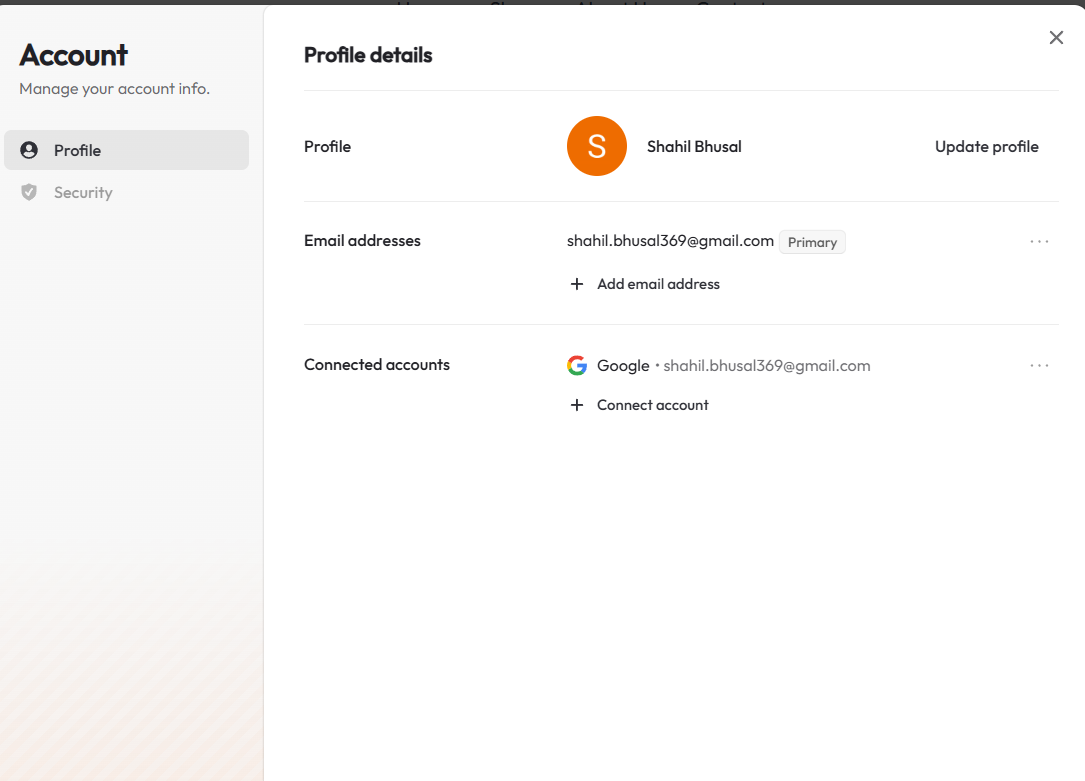 Account
Manage your account info.
Profile
Security
Profile details
Profile
S
Shahil Bhusal
Update profile
Email addresses
shahil.bhusal369@gmail.com Primary
Add email address
Connected accounts
Google • shahil.bhusal369@gmail.com
Connect account